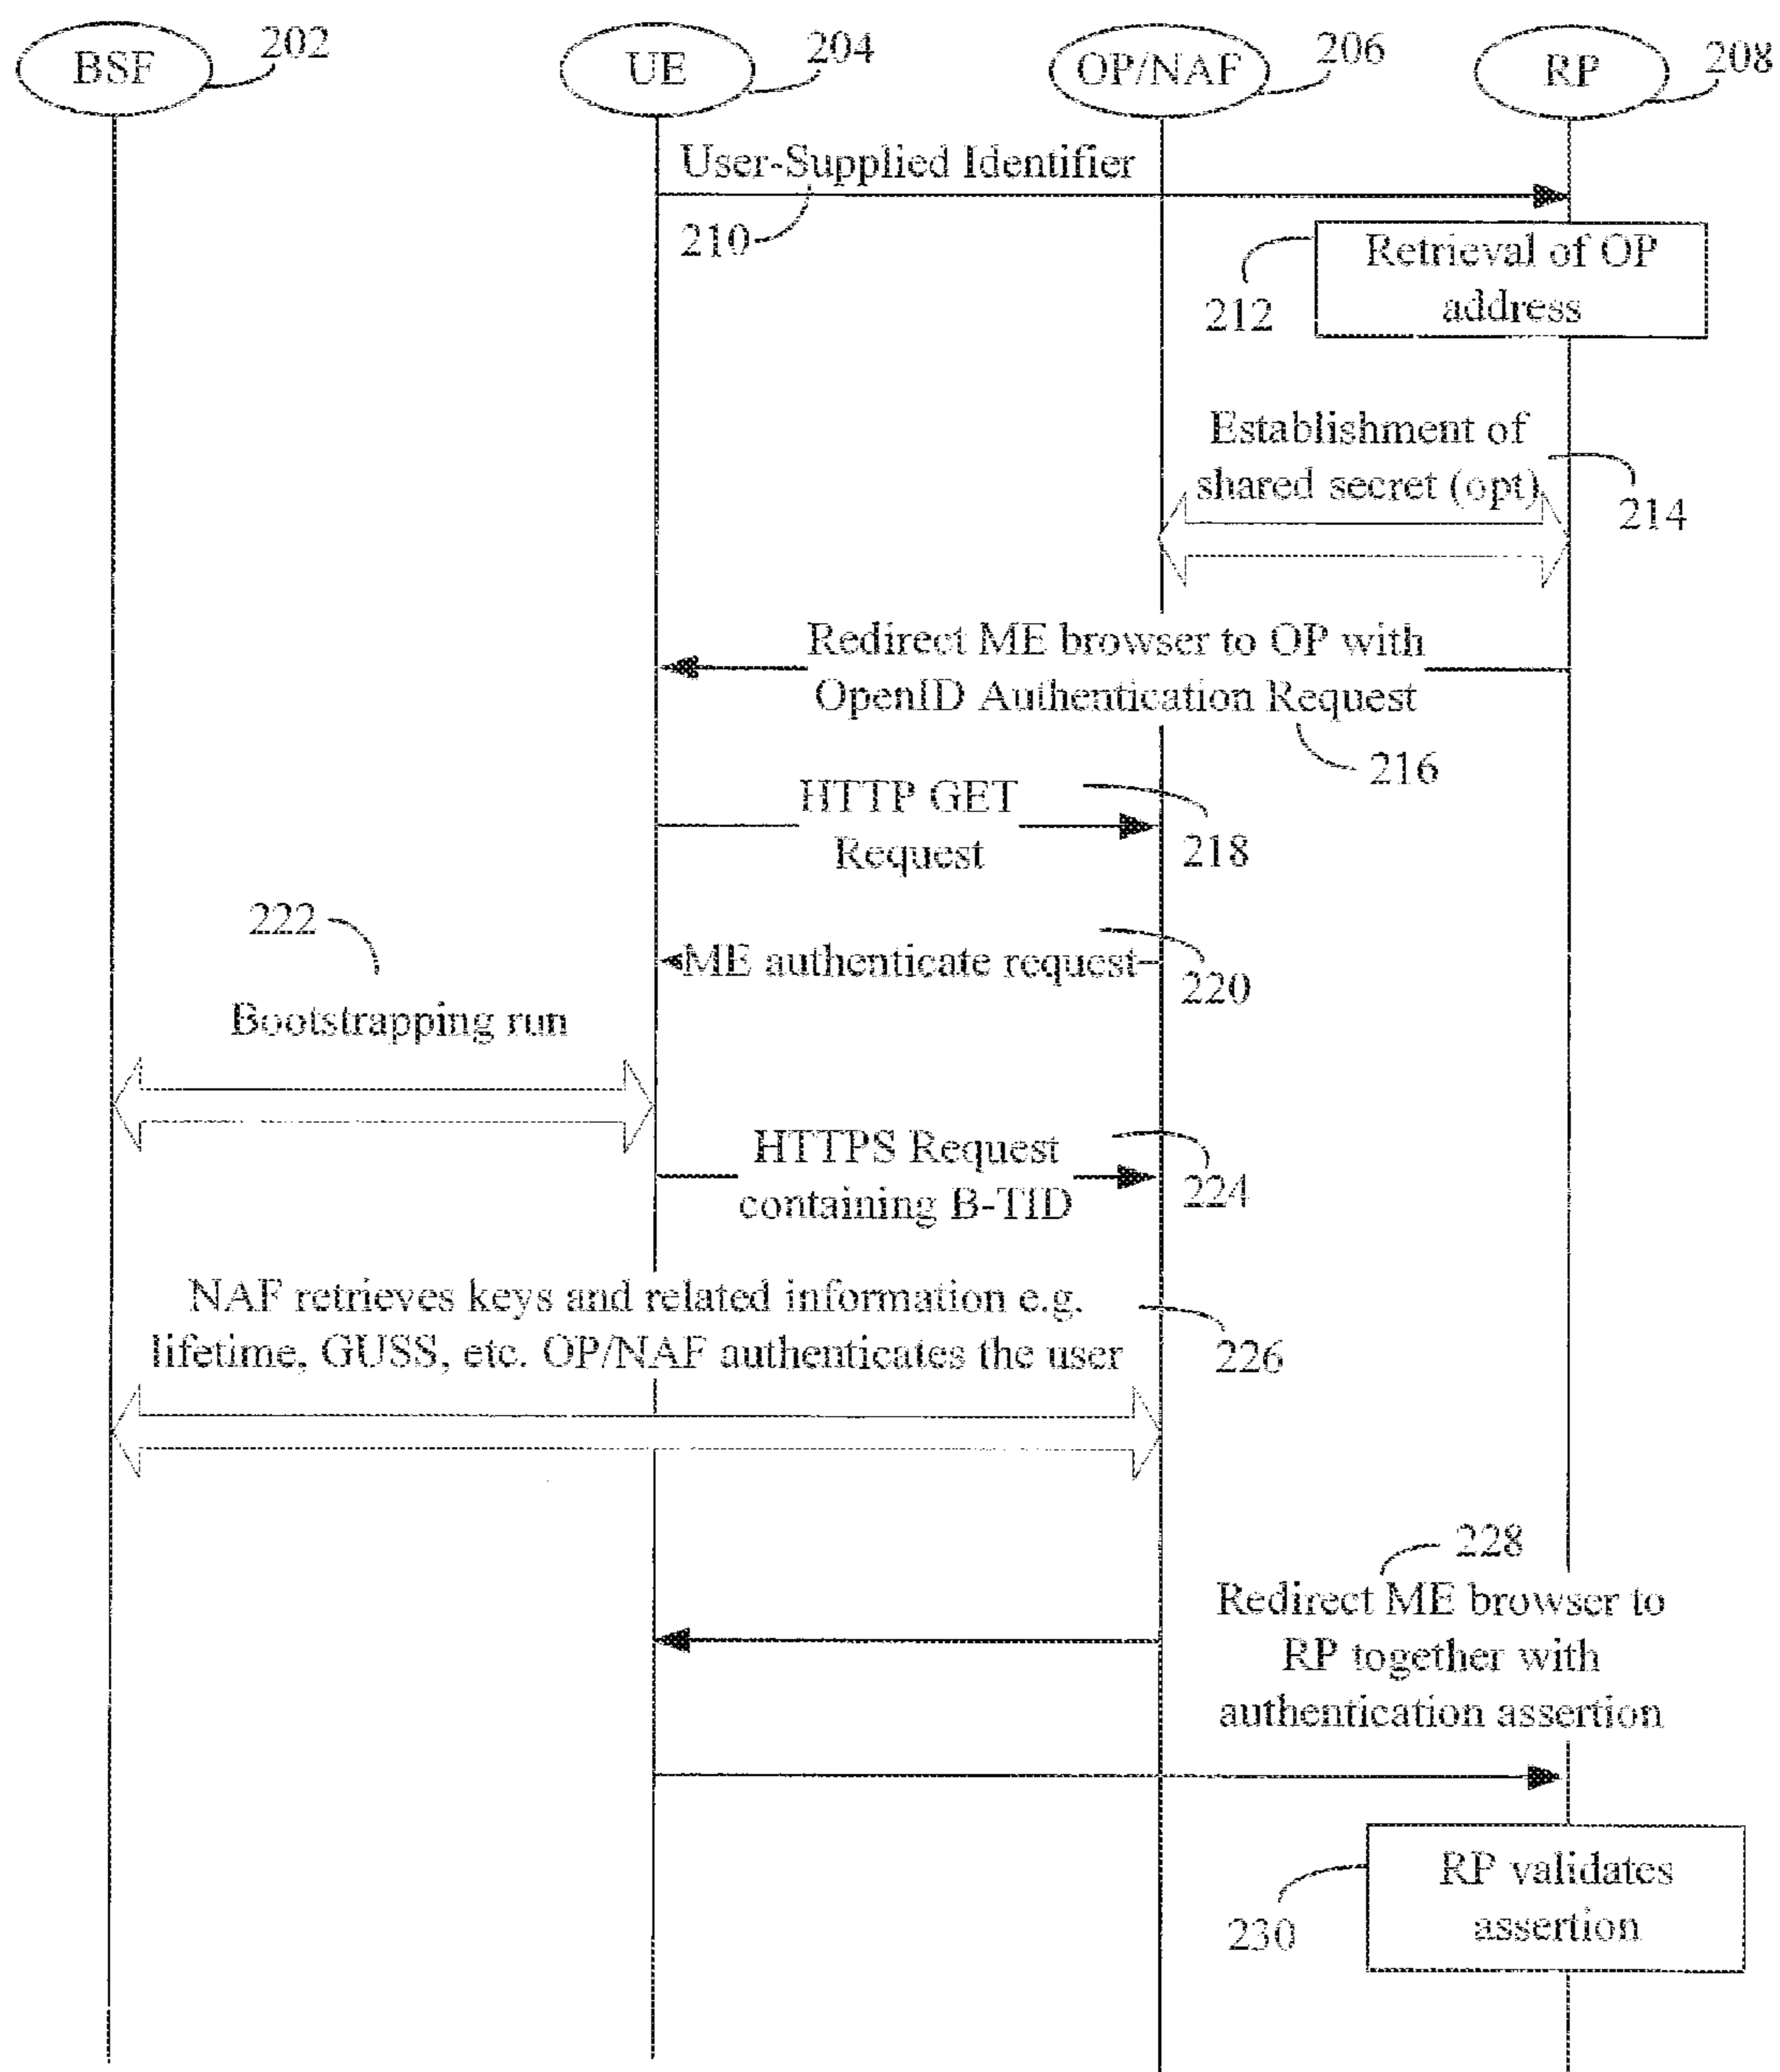 BSF
202
UE
204
OP/NAF
206
RP
208
User-Supplied Identifier
210
Retrieval of OP
address
212
Establishment of
shared secret (opt)
214
Redirect ME browser to OP with
OpenID Authentication Request
216
HTTP GET
Request
218
222
ME authenticate request
220
Bootstrapping run
HTTPS Request
containing B-TID
224
NAF retrieves keys and related information e.g.
lifetime, GUSS, etc. OP/NAF authenticates the user
226
228
Redirect ME browser to
RP together with
authentication assertion
RP validates
assertion
230